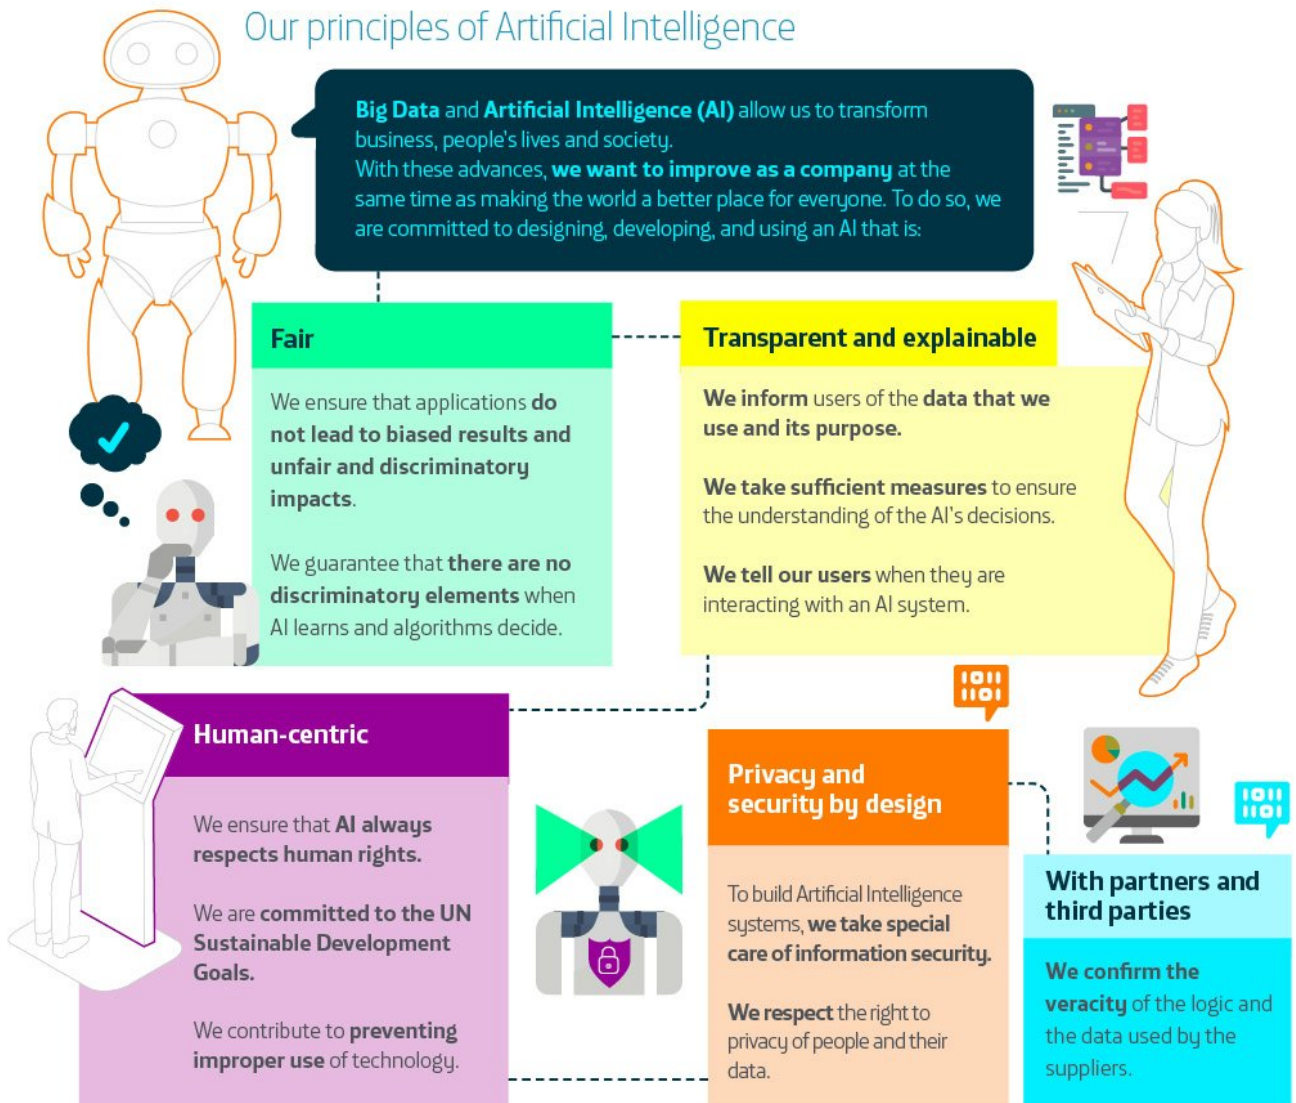 Our principles of Artificial Intelligence
Big Data and Artificial Intelligence (AI) allow us to transform
business, people's lives and society.
With these advances, we want to improve as a company at the
same time as making the world a better place for everyone. To do so, we
are committed to designing, developing, and using an AI that is:
Fair
We ensure that applications do
not lead to biased results and
unfair and discriminatory
impacts.
We guarantee that there are no
discriminatory elements when
AI learns and algorithms decide.
Transparent and explainable
We inform users of the data that we
use and its purpose.
We take sufficient measures to ensure
the understanding of the AI's decisions.
We tell our users when they are
interacting with an AI system.
Human-centric
We ensure that AI always
respects human rights.
We are committed to the UN
Sustainable Development
Goals.
We contribute to preventing
improper use of technology.
1011
1101
Privacy and
security by design
To build Artificial Intelligence
systems, we take special
care of information security.
We respect the right to
privacy of people and their
data.
1011
1101
With partners and
third parties
We confirm the
veracity of the logic and
the data used by the
suppliers.